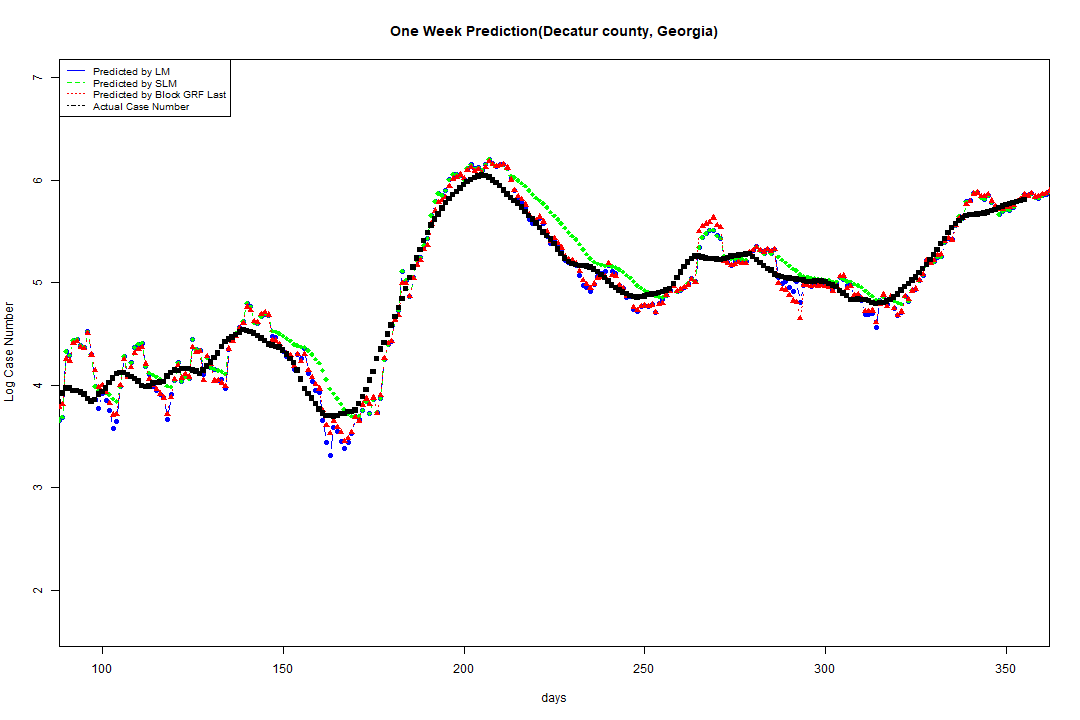 One Week Prediction(Decatur county, Georgia)
Predicted by LM
Predicted by SLM
Predicted by Block GRF Last
Actual Case Number
7
6
5
4
3
2
Log Case Number
100 150 200 250 300 350
days